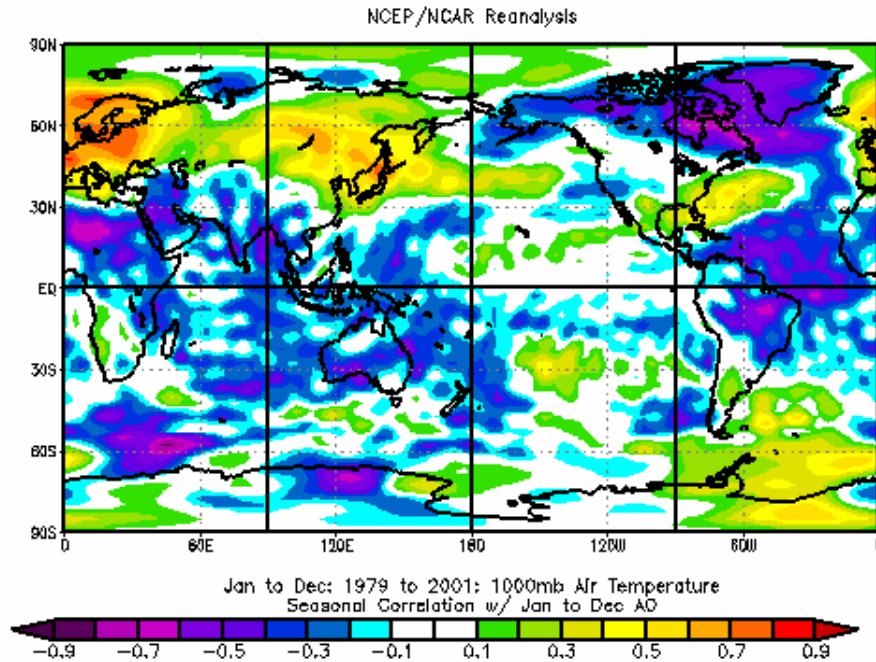 NCEP/NCAR Reanalysis
90N
60N
30N
EQ
30S
60S
90S
0 60E 120E 180 120W 60W
Jan to Dec: 1979 to 2001: 1000mb Air Temperature
Seasonal Correlation w/ Jan to Dec AO
-0.9 -0.7 -0.5 -0.3 -0.1 0.1 0.3 0.5 0.7 0.9